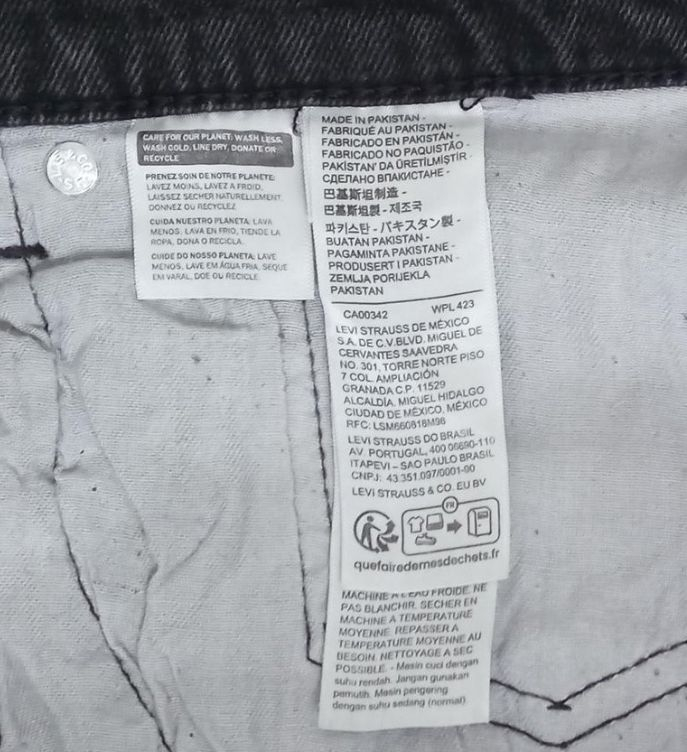 CARE FOR OUR PLANET: WASH LESS,
WASH COLD, LINE DRY, DONATE OR
RECYCLE
PRENEZ SOIN DE NOTRE PLANETE:
LAVEZ MOINS, LAVEZ A FROID,
LAISSEZ SECHER NATURELLEMENT.
DONNEZ OU RECYCLEZ
CUIDA NUESTRO PLANETA: LAVA
MENOS, LAVA EN FRIO, TIENDE LA
ROPA, DONA O RECICLA.
CUIDE DO NOSSO PLANETA: LAVE
MENOS, LAVE EM ÁGUA FRIA, SEQUE
EM VARAL, DOE OU RECICLE.
MADE IN PAKISTAN -
FABRIQUÉ AU PAKISTAN -
FABRICADO EN PAKISTÁN -
FABRICADO NO PAQUISTÃO -
PAKİSTAN' DA ÜRETİLMİŞTİR
СДЕЛАНО ВПАКИСТАНЕ -
巴基斯坦制造 -
巴基斯坦製 - 제조국
파키스탄 - パキスタン製 -
BUATAN PAKISTAN -
PAGAMINTA PAKISTANE -
PRODUSERT I PAKISTAN -
ZEMLJA PORIJEKLA
PAKISTAN
CA00342 WPL 423
LEVI STRAUSS DE MÉXICO
S.A. DE C.V.BLVD. MIGUEL DE
CERVANTES SAAVEDRA
NO. 301, TORRE NORTE PISO
7 COL. AMPLIACIÓN
GRANADA C.P. 11529
ALCALDÍA, MIGUEL HIDALGO
CIUDAD DE MÉXICO, MÉXICO
RFC: LSM660818M98
LEVI STRAUSS DO BRASIL
AV. PORTUGAL, 400 06690-110
ITAPEVI – SAO PAULO BRASIL
CNPJ: 43.351.097/0001-90
LEVI STRAUSS & CO. EU BV
FR
quefairedemesdechets.fr
MACHINE A L'EAU FROIDE. NE
PAS BLANCHIR. SECHER EN
MACHINE A TEMPERATURE
MOYENNE. REPASSER A
TEMPERATURE MOYENNE AU
BESOIN. NETTOYAGE A SEC
POSSIBLE. - Mesin cuci dengan
suhu rendah. Jangan gunakan
pemutih. Mesin pengering
dengan suhu sedang (normal).